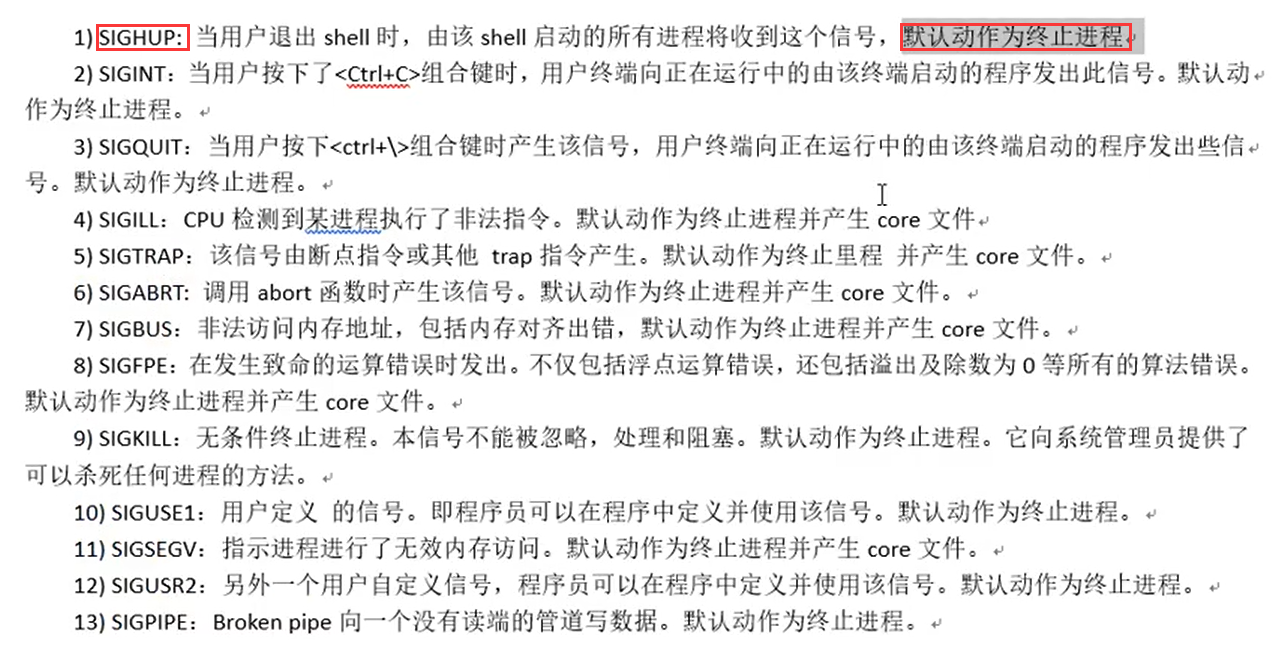 1) SIGHUP: 当用户退出 shell 时，由该 shell 启动的所有进程将收到这个信号，默认动作为终止进程
2) SIGINT：当用户按下了<Ctrl+C>组合键时，用户终端向正在运行中的由该终端启动的程序发出此信号。默认动
作为终止进程。
3) SIGQUIT：当用户按下<ctrl+\>组合键时产生该信号，用户终端向正在运行中的由该终端启动的程序发出些信
号。默认动作为终止进程。
4) SIGILL：CPU 检测到某进程执行了非法指令。默认动作为终止进程并产生 core 文件
5) SIGTRAP：该信号由断点指令或其他 trap 指令产生。默认动作为终止里程 并产生 core 文件。
6) SIGABRT: 调用 abort 函数时产生该信号。默认动作为终止进程并产生 core 文件。
7) SIGBUS：非法访问内存地址，包括内存对齐出错，默认动作为终止进程并产生 core 文件。
8) SIGFPE：在发生致命的运算错误时发出。不仅包括浮点运算错误，还包括溢出及除数为 0 等所有的算法错误。
默认动作为终止进程并产生 core 文件。
9) SIGKILL：无条件终止进程。本信号不能被忽略，处理和阻塞。默认动作为终止进程。它向系统管理员提供了
可以杀死任何进程的方法。
10) SIGUSE1：用户定义 的信号。即程序员可以在程序中定义并使用该信号。默认动作为终止进程。
11) SIGSEGV：指示进程进行了无效内存访问。默认动作为终止进程并产生 core 文件。
12) SIGUSR2：另外一个用户自定义信号，程序员可以在程序中定义并使用该信号。默认动作为终止进程。
13) SIGPIPE：Broken pipe 向一个没有读端的管道写数据。默认动作为终止进程。